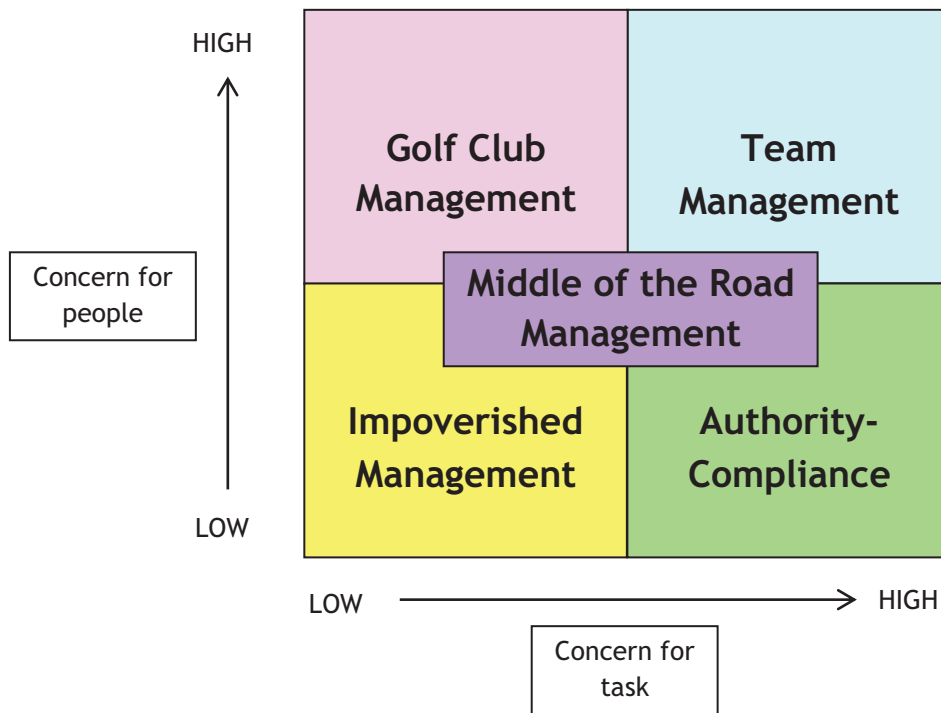 HIGH
Golf Club
Management
Team
Management
Concern for
people
Middle of the Road
Management
Impoverished
Management
Authority-
Compliance
LOW
LOW
HIGH
Concern for
task